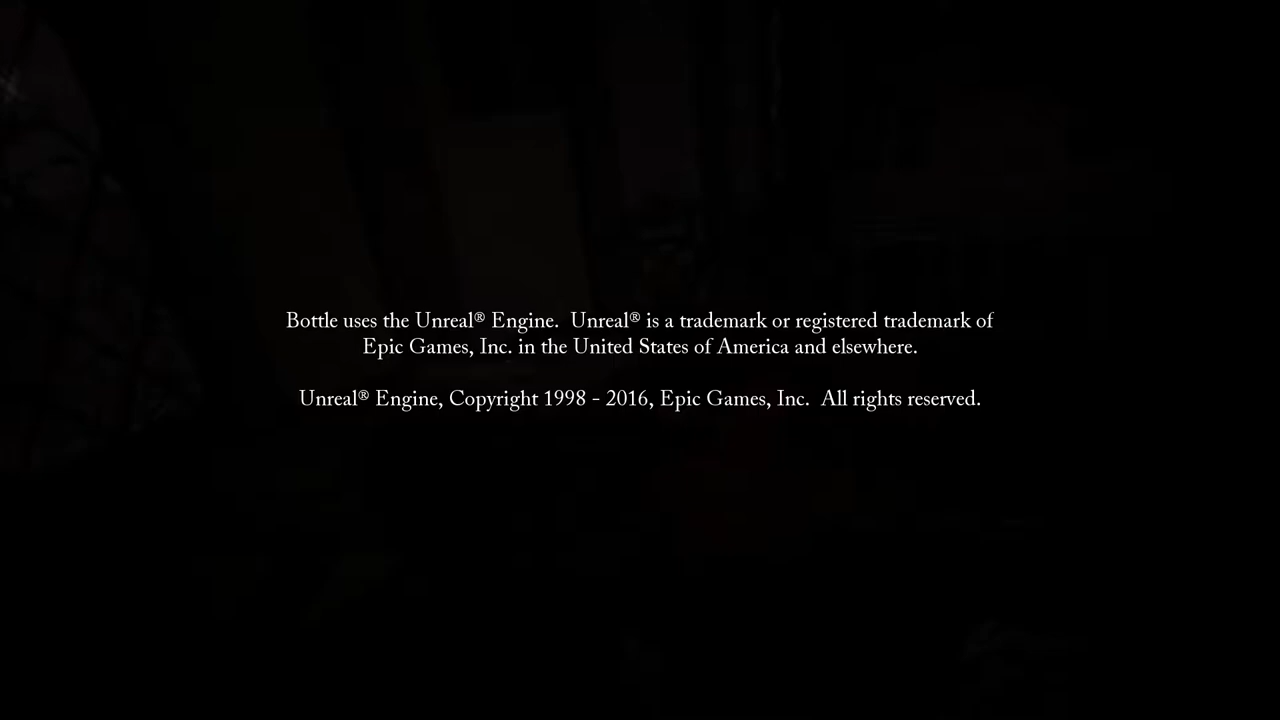 Bottle uses the Unreal® Engine.  Unreal® is a trademark or registered trademark of
Epic Games, Inc. in the United States of America and elsewhere.
Unreal® Engine, Copyright 1998 - 2016, Epic Games, Inc.  All rights reserved.